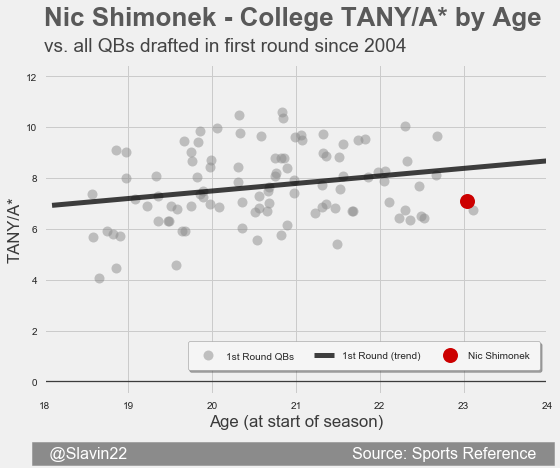 Nic Shimonek - College TANY/A* by Age
vs. all QBs drafted in first round since 2004
TANY/A*
12
10
8
6
4
2
0
1st Round QBs
1st Round (trend)
Nic Shimonek
18
19
20
21
22
23
24
Age (at start of season)
@Slavin22
Source: Sports Reference